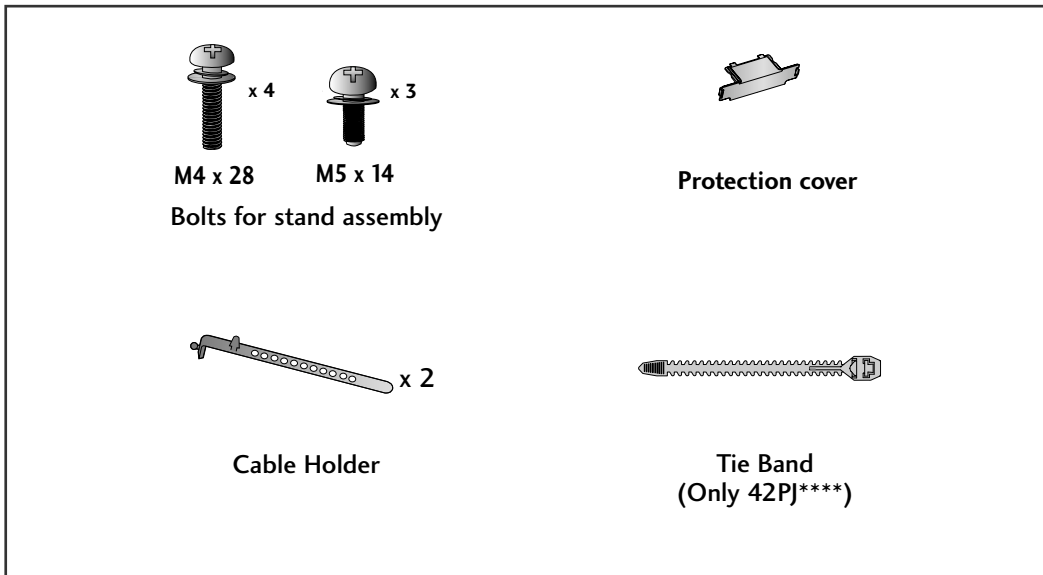 x 4
x 3
M4 x 28
M5 x 14
Bolts for stand assembly
Protection cover
x 2
Cable Holder
Tie Band
(Only 42PJ****)